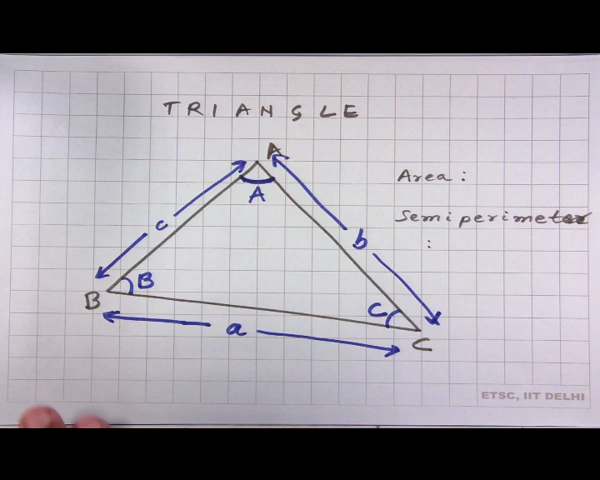 TRIANGLE
A
A
Area :
c
Semiperimeter
b
:
B
B
C
a
C
ETSC, IIT DELHI